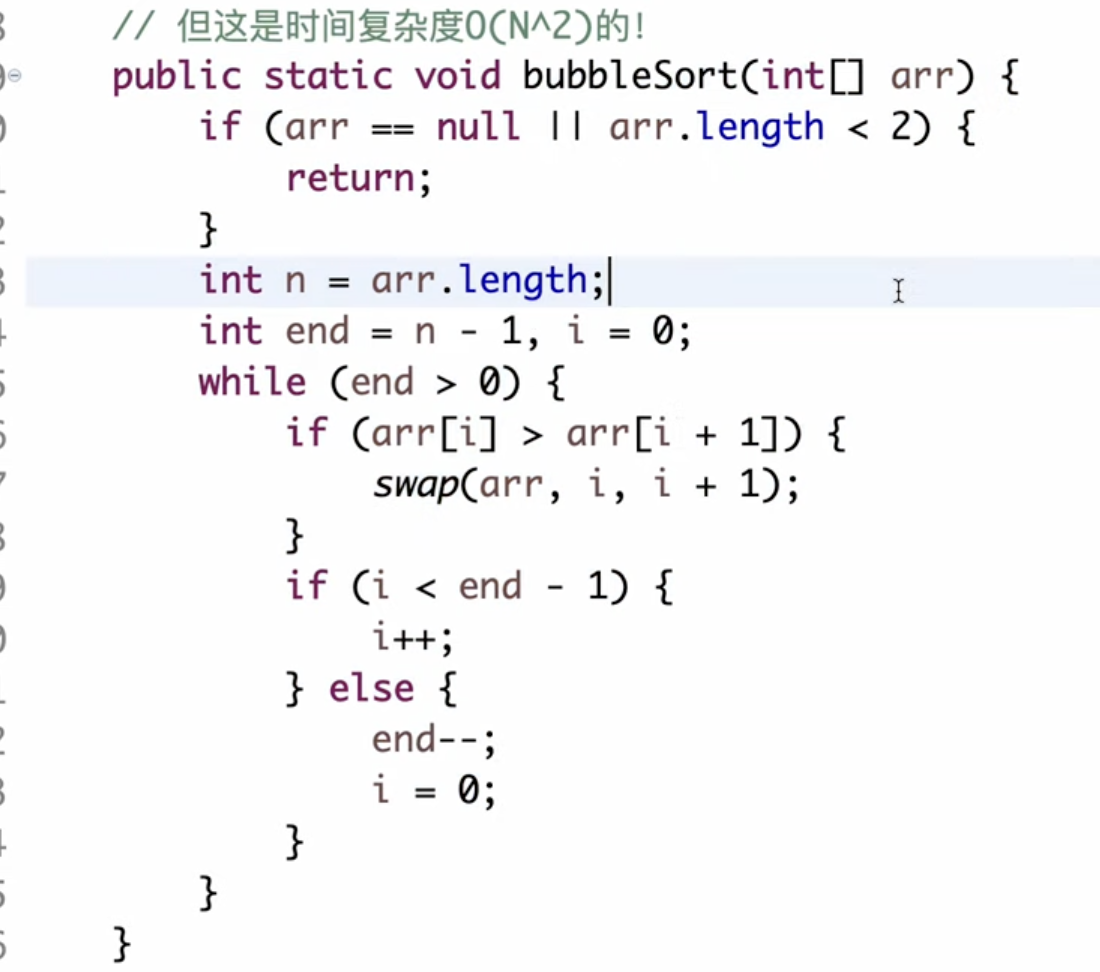 // 但这是时间复杂度O(N^2)的!
public static void bubbleSort(int[] arr) {
if (arr == null || arr.length < 2) {
return;
}
int n = arr.length;
int end = n - 1, i = 0;
while (end > 0) {
if (arr[i] > arr[i + 1]) {
swap(arr, i, i + 1);
}
if (i < end - 1) {
i++;
} else {
end--;
i = 0;
}
}
}